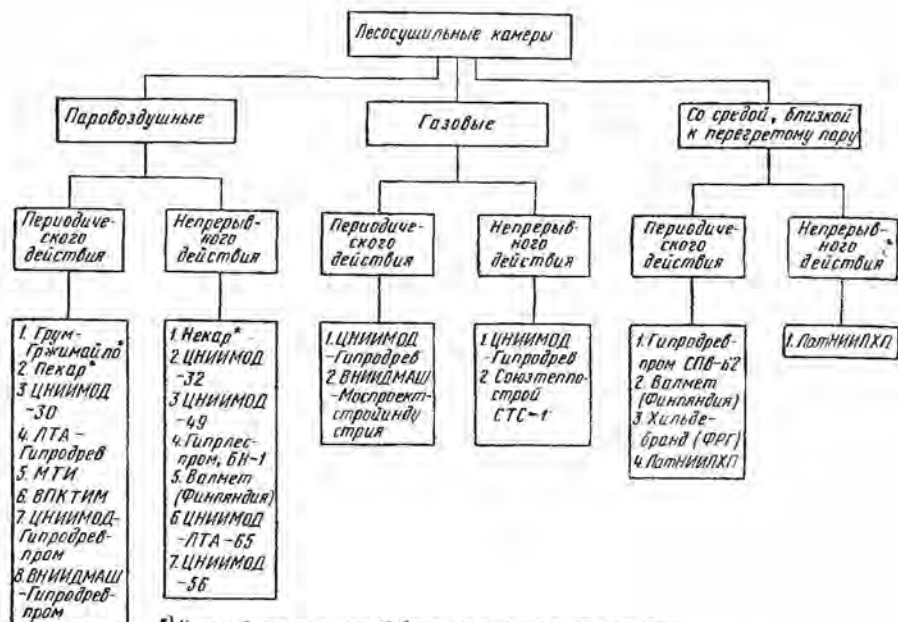 Лесосушильные камеры
Паровоздушные
Газовые
Со средой, близкой
к перегретому пару
Периодиче-
ского
действия
Непрерыв-
ного
действия
Периодического
действия
Непрерыв-
ного
действия
Периодического
действия
Непрерыв-
ного
действия*
1. Грум-
Гржимайло*
2. Пекар*
3 ЦНИИМОД
-30
4. ЛТА-
Гипродрев
5. МТИ
6 ВПКТИМ
7. ЦНИИМОД-
Гипродрев-
пром
8. ВНИИДМАШ
-Гипродрев-
пром
1. Некар*
2 ЦНИИМОД
-32
3 ЦНИИМОД
-49
4. Гипрлес-
пром, БК-1
5. Валмет
(Финляндия)
6 ЦНИИМОД
-ЛТА-65
7. ЦНИИМОД
-56
1. ЦНИИМОД
-Гипродрев
2 ВНИИДМАШ
-Моспроект-
стройинду
стрия
1. ЦНИИМОД
-Гипродрев
2 Союзтепло-
строй
СТС-1
1. Гипродрев-
пром СПВ-62
2. Валмет
(Финляндия)
3. Хильде-
бранд (ФРГ)
4. ЛатНИИЛХП
1. ЛатНИИЛХП